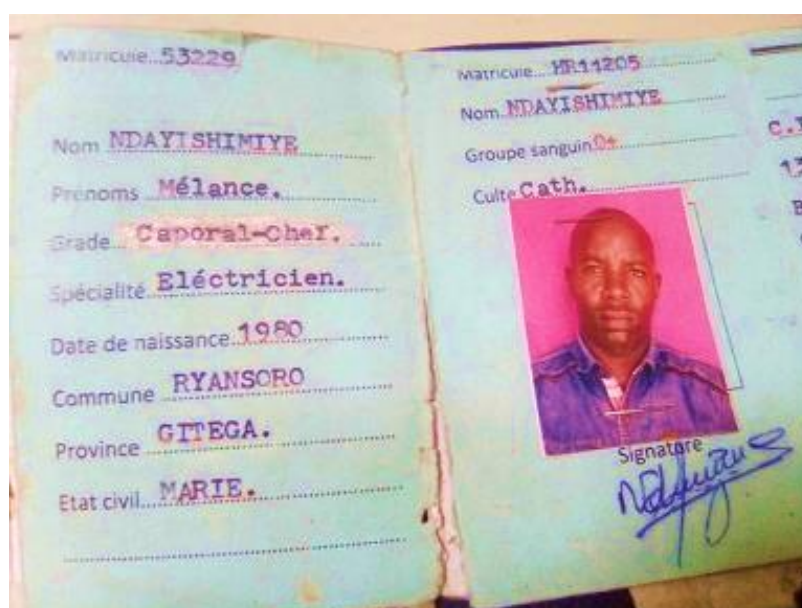 Matricule...53229
Nom NDAYISHIMIYE
Prénoms Mélance.
Grade... Caporal-Chef.
Spécialité Eléctricien.
Date de naissance.1980
Commune RYANSORO
Province GITEGA.
Etat civil...MARIE.
Matricule... HR11205
Nom NDAYISHIMIYE
Groupe sanguin O+
Culte Cath.
Signature